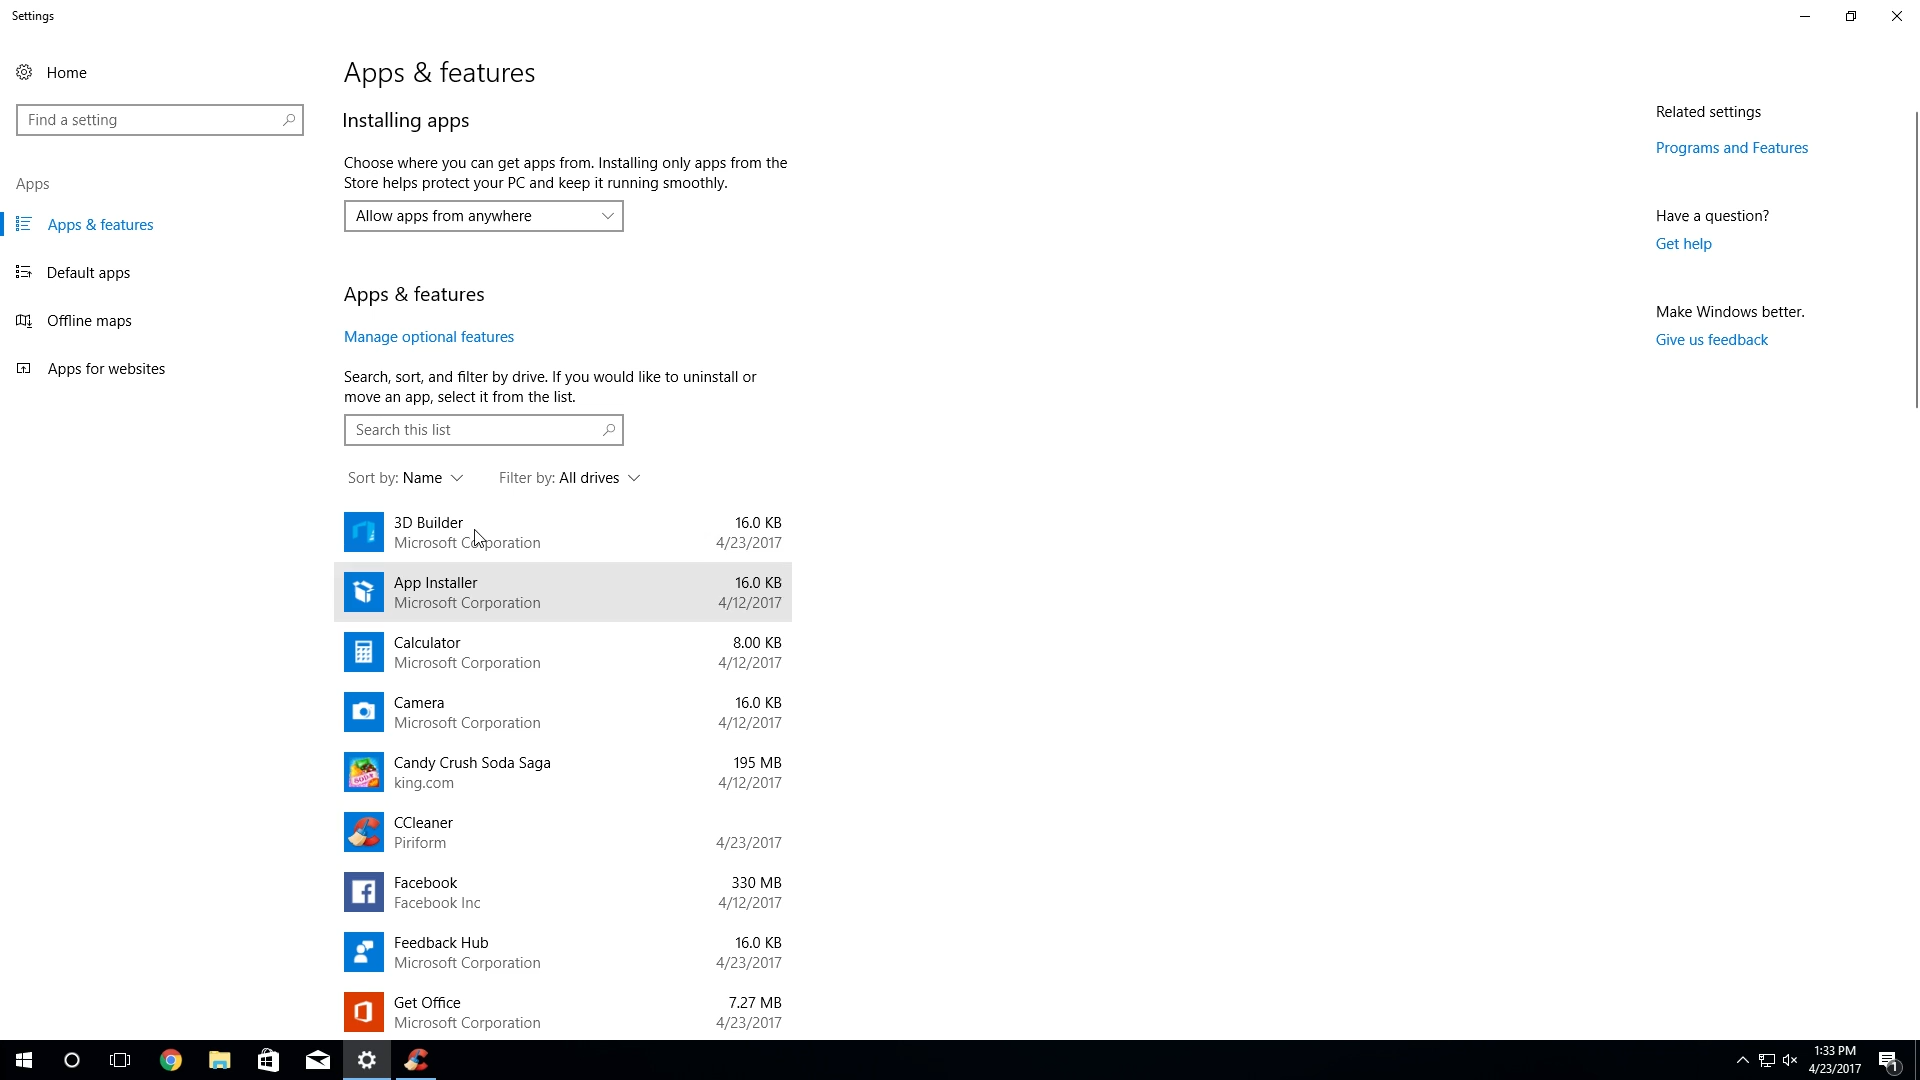 Settings
Home
Find a setting
Apps
Apps & features
Default apps
Offline maps
Apps for websites
Apps & features
Installing apps
Choose where you can get apps from. Installing only apps from the
Store helps protect your PC and keep it running smoothly.
Allow apps from anywhere
Apps & features
Manage optional features
Search, sort, and filter by drive. If you would like to uninstall or
move an app, select it from the list.
Search this list
Sort by: Name Filter by: All drives
3D Builder 16.0 KB
Microsoft Corporation 4/23/2017
App Installer 16.0 KB
Microsoft Corporation 4/12/2017
Calculator 8.00 KB
Microsoft Corporation 4/12/2017
Camera 16.0 KB
Microsoft Corporation 4/12/2017
Candy Crush Soda Saga 195 MB
king.com 4/12/2017
CCleaner
Piriform 4/23/2017
Facebook 330 MB
Facebook Inc 4/12/2017
Feedback Hub 16.0 KB
Microsoft Corporation 4/23/2017
Get Office 7.27 MB
Microsoft Corporation 4/23/2017
Related settings
Programs and Features
Have a question?
Get help
Make Windows better.
Give us feedback
1:33 PM
4/23/2017
1